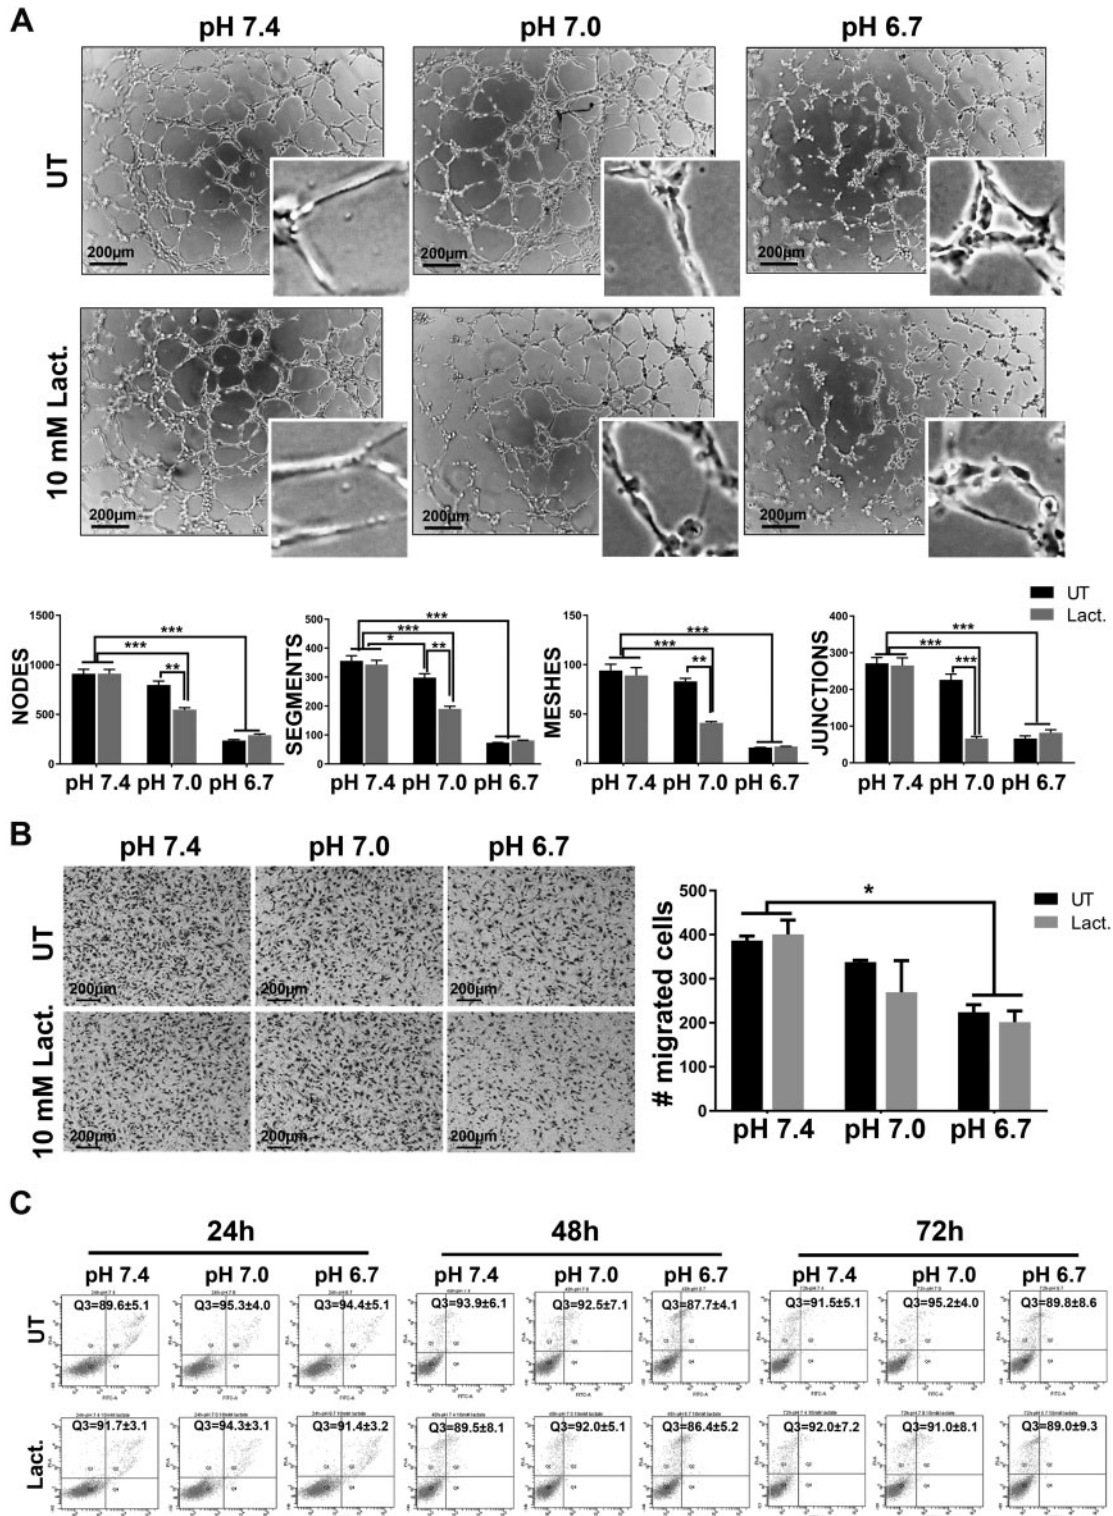 A
pH 7.4 pH 7.0 pH 6.7
UT
200µm 200µm 200µm
10 mM Lact.
200µm 200µm 200µm
UT
Lact.
NODES
1500
1000
500
0
***
***
**
pH 7.4 pH 7.0 pH 6.7
SEGMENTS
500
400
300
200
100
0
***
***
*
**
pH 7.4 pH 7.0 pH 6.7
MESHES
150
100
50
0
***
***
**
pH 7.4 pH 7.0 pH 6.7
JUNCTIONS
400
300
200
100
0
***
***
***
pH 7.4 pH 7.0 pH 6.7
B
pH 7.4 pH 7.0 pH 6.7
UT
200µm 200µm 200µm
10 mM Lact.
200µm 200µm 200µm
# migrated cells
500
400
300
200
100
0
*
UT
Lact.
pH 7.4 pH 7.0 pH 6.7
C
24h 48h 72h
pH 7.4 pH 7.0 pH 6.7 pH 7.4 pH 7.0 pH 6.7 pH 7.4 pH 7.0 pH 6.7
UT
Q3=89.6±5.1 Q3=95.3±4.0 Q3=94.4±5.1 Q3=93.9±6.1 Q3=92.5±7.1 Q3=87.7±4.1 Q3=91.5±5.1 Q3=95.2±4.0 Q3=89.8±8.6
Lact.
Q3=91.7±3.1 Q3=94.3±3.1 Q3=91.4±3.2 Q3=89.5±8.1 Q3=92.0±5.1 Q3=86.4±5.2 Q3=92.0±7.2 Q3=91.0±8.1 Q3=89.0±9.3